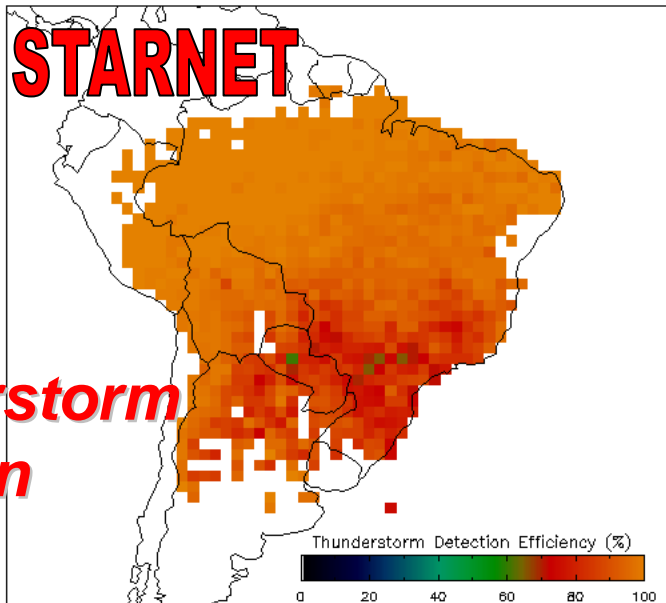 STARNET
rstorm
n
Thunderstorm Detection Efficiency (%)
0 20 40 60 80 100